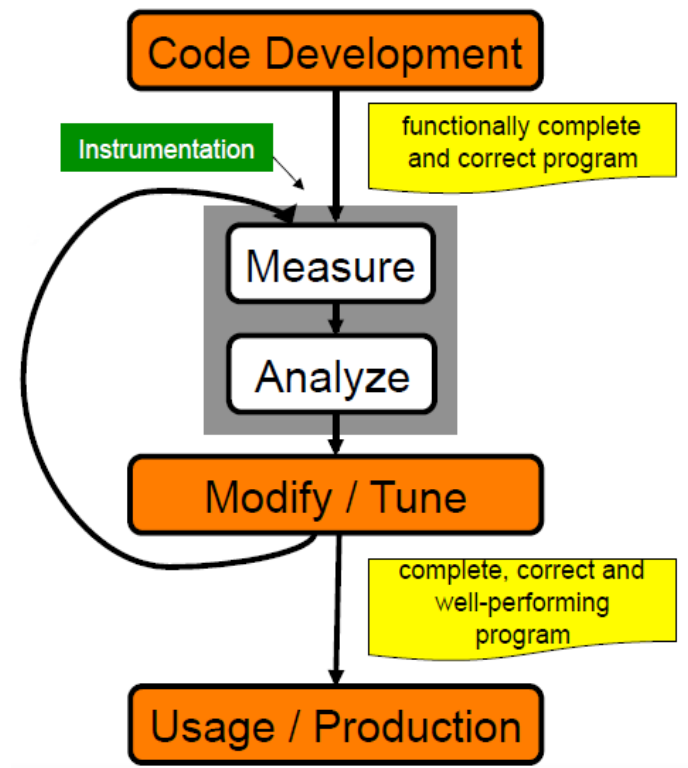 Code Development
functionally complete
and correct program
Instrumentation
Measure
Analyze
Modify / Tune
complete, correct and
well-performing
program
Usage / Production